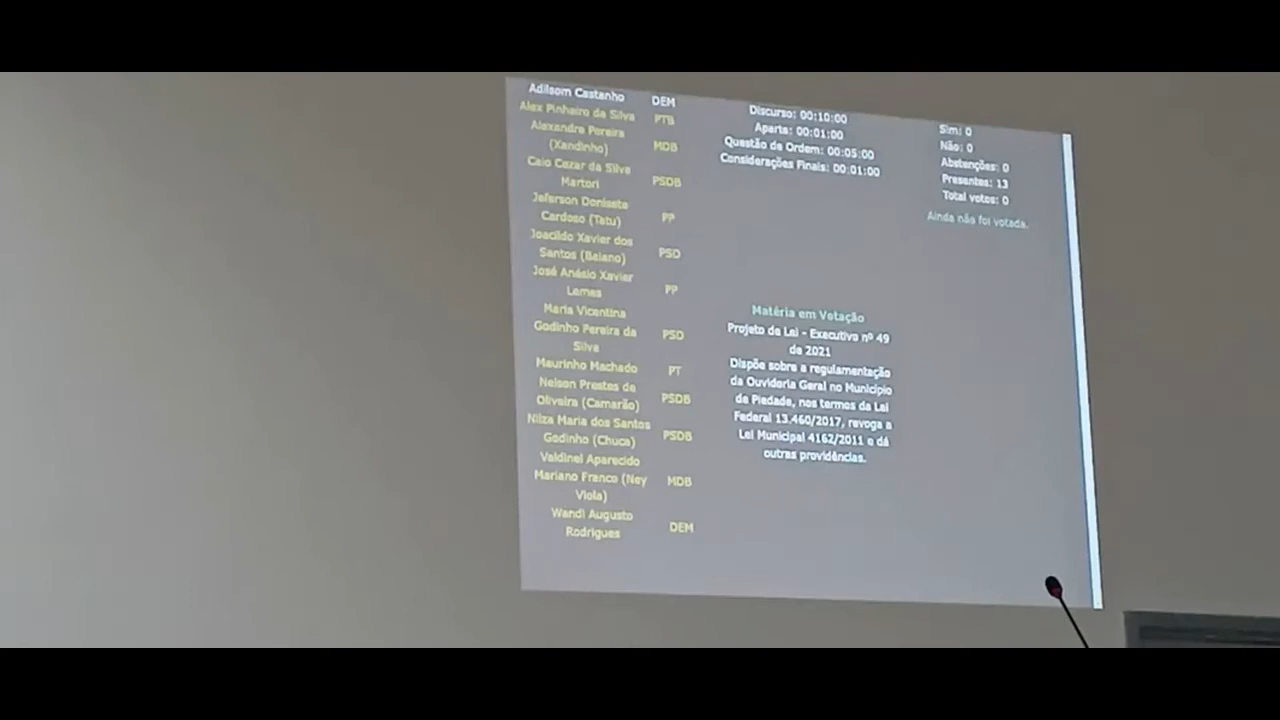 Adilsom Castanho DEM
Alex Pinheiro da Silva PTB
Alexandre Pereira
(Xandinho) MDB
Caio Cezar da Silva
Martori PSDB
Jeferson Donisete
Cardoso (Tatu) PP
Joacildo Xavier dos
Santos (Baiano) PSD
José Anásio Xavier
Lemes PP
Maria Vicentina
Godinho Pereira da
Silva PSD
Maurinho Machado PT
Nelson Prestes de
Oliveira (Camarão) PSDB
Nilza Maria dos Santos
Godinho (Chuca) PSDB
Valdinei Aparecido
Mariano Franco (Ney
Viola) MDB
Wandi Augusto
Rodrigues DEM
Discurso: 00:10:00
Aparte: 00:01:00
Questão de Ordem: 00:05:00
Considerações Finais: 00:01:00
Matéria em Votação
Projeto de Lei - Executivo nº 49
de 2021
Dispõe sobre a regulamentação
da Ouvidoria Geral no Município
de Piedade, nos termos da Lei
Federal 13.460/2017, revoga a
Lei Municipal 4162/2011 e dá
outras providências.
Sim: 0
Não: 0
Abstenções: 0
Presentes: 13
Total votos: 0
Ainda não foi votada.